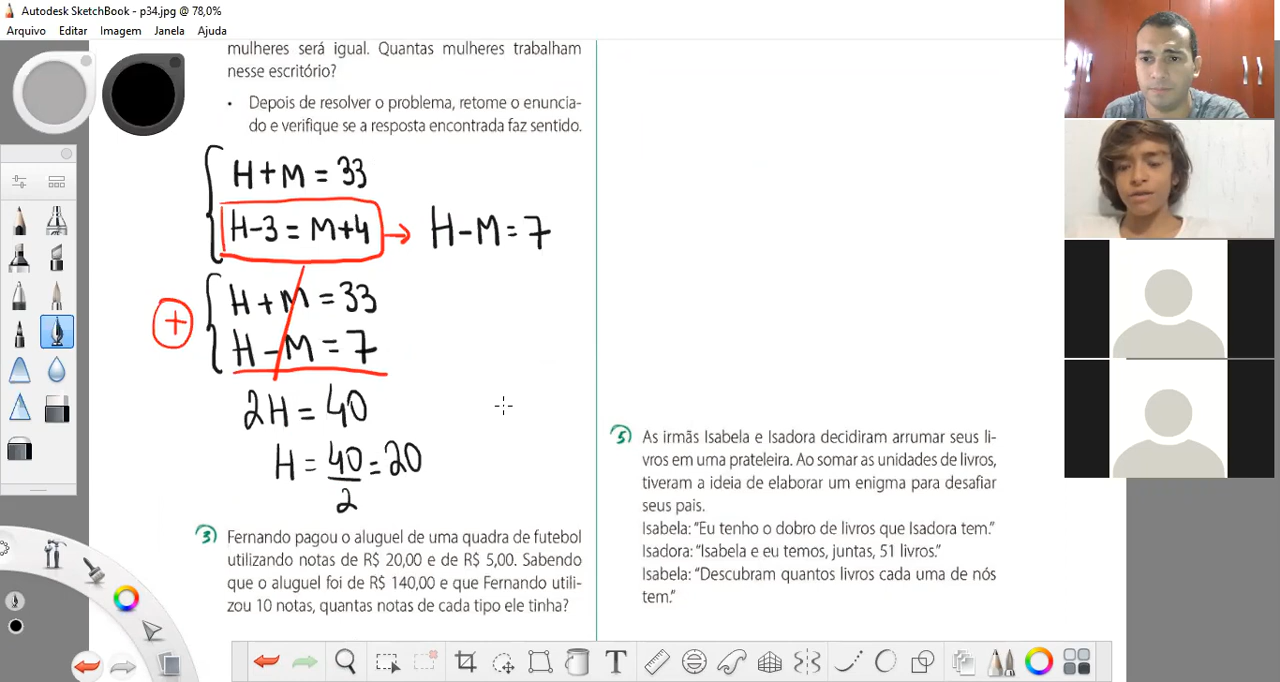 Autodesk SketchBook - p34.jpg @ 78,0%
Arquivo Editar Imagem Janela Ajuda
mulheres será igual. Quantas mulheres trabalham
nesse escritório?
• Depois de resolver o problema, retome o enuncia-
do e verifique se a resposta encontrada faz sentido.
H+M = 33
H-3 = M+4 → H-M = 7
+
H+M = 33
H-M = 7
2H = 40
H = 40/2 = 20
3 Fernando pagou o aluguel de uma quadra de futebol
utilizando notas de R$ 20,00 e de R$ 5,00. Sabendo
que o aluguel foi de R$ 140,00 e que Fernando utili-
zou 10 notas, quantas notas de cada tipo ele tinha?
5 As irmãs Isabela e Isadora decidiram arrumar seus li-
vros em uma prateleira. Ao somar as unidades de livros,
tiveram a ideia de elaborar um enigma para desafiar
seus pais.
Isabela: “Eu tenho o dobro de livros que Isadora tem.”
Isadora: “Isabela e eu temos, juntas, 51 livros.”
Isabela: “Descubram quantos livros cada uma de nós
tem.”
T